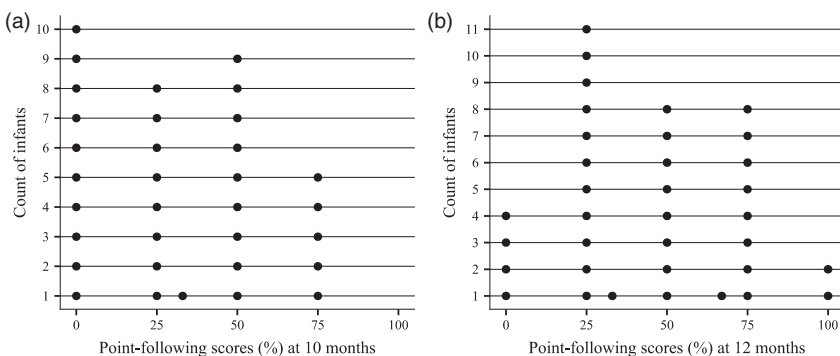 (a)
Count of infants
10
9
8
7
6
5
4
3
2
1
0 25 50 75 100
Point-following scores (%) at 10 months
(b)
Count of infants
11
10
9
8
7
6
5
4
3
2
1
0 25 50 75 100
Point-following scores (%) at 12 months